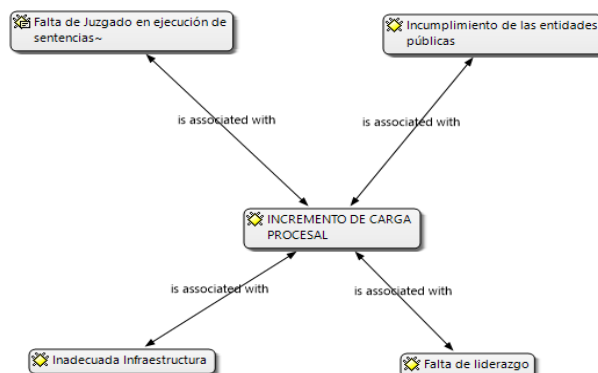 Falta de Juzgado en ejecución de
sentencias~
Incumplimiento de las entidades
públicas
is associated with
is associated with
INCREMENTO DE CARGA
PROCESAL
is associated with
is associated with
Inadecuada Infraestructura
Falta de liderazgo